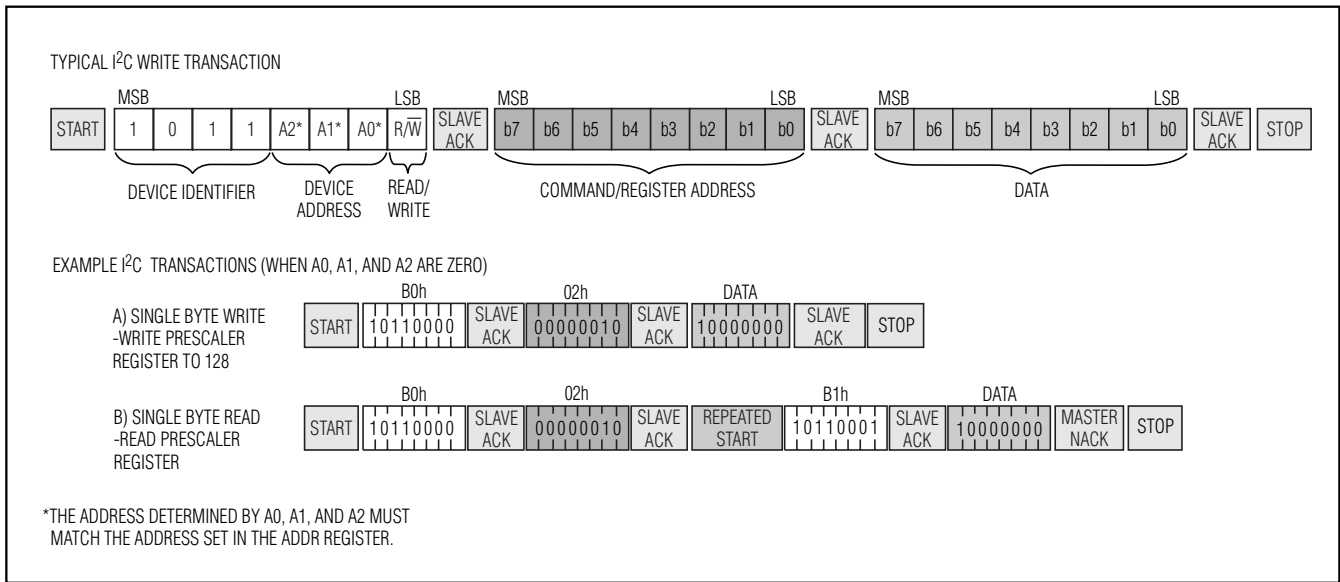 TYPICAL I2C WRITE TRANSACTION
MSB LSB MSB LSB MSB LSB
START 1 0 1 1 A2* A1* A0* R/W̅ SLAVE ACK b7 b6 b5 b4 b3 b2 b1 b0 SLAVE ACK b7 b6 b5 b4 b3 b2 b1 b0 SLAVE ACK STOP
DEVICE IDENTIFIER DEVICE ADDRESS READ/WRITE COMMAND/REGISTER ADDRESS DATA
EXAMPLE I2C TRANSACTIONS (WHEN A0, A1, AND A2 ARE ZERO)
B0h 02h DATA
A) SINGLE BYTE WRITE
-WRITE PRESCALER
REGISTER TO 128
START 10110000 SLAVE ACK 00000010 SLAVE ACK 10000000 SLAVE ACK STOP
B0h 02h B1h DATA
B) SINGLE BYTE READ
-READ PRESCALER
REGISTER
START 10110000 SLAVE ACK 00000010 SLAVE ACK REPEATED START 10110001 SLAVE ACK 10000000 MASTER NACK STOP
*THE ADDRESS DETERMINED BY A0, A1, AND A2 MUST
MATCH THE ADDRESS SET IN THE ADDR REGISTER.